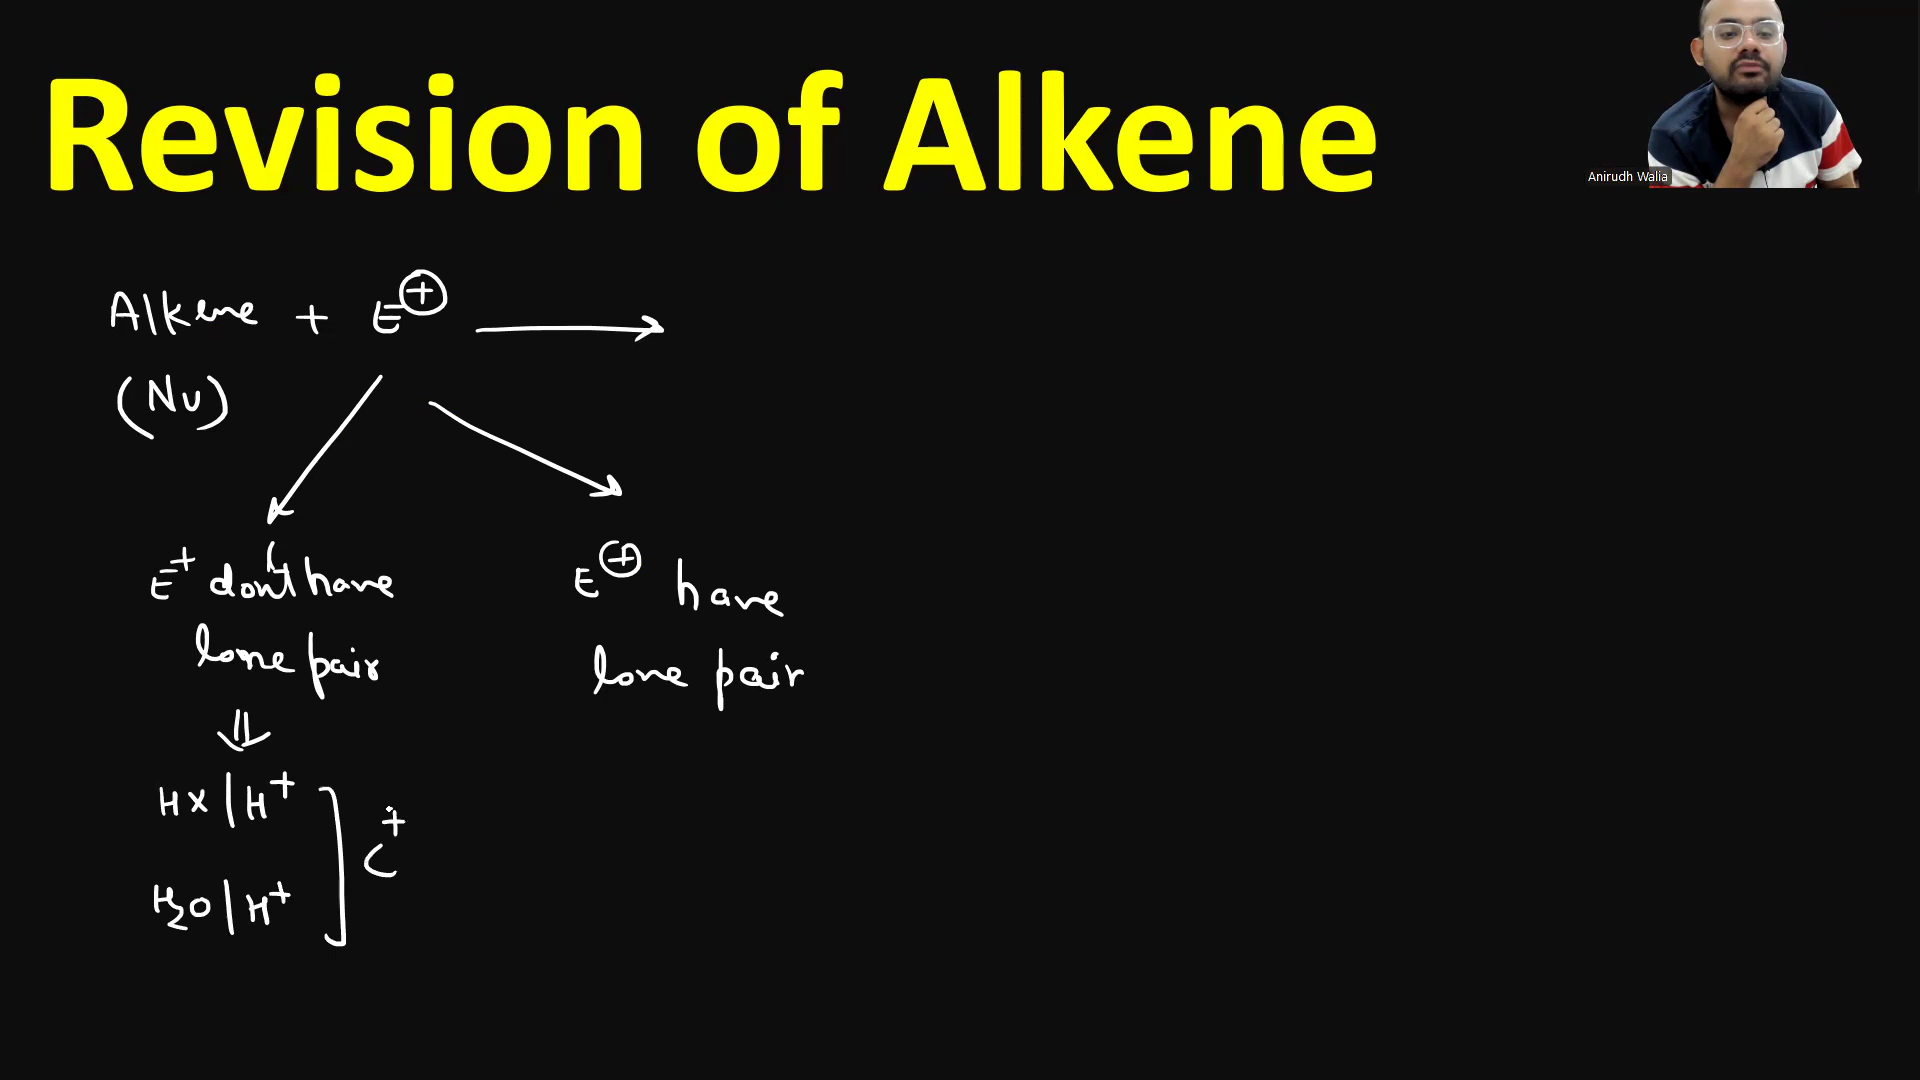 Revision of Alkene
Anirudh Walia
Alkene + E⊕ →
(Nu)
E⁺ don't have
lone pair
E⊕ have
lone pair
⇓
HX | H⁺
H₂O | H⁺
] C⁺